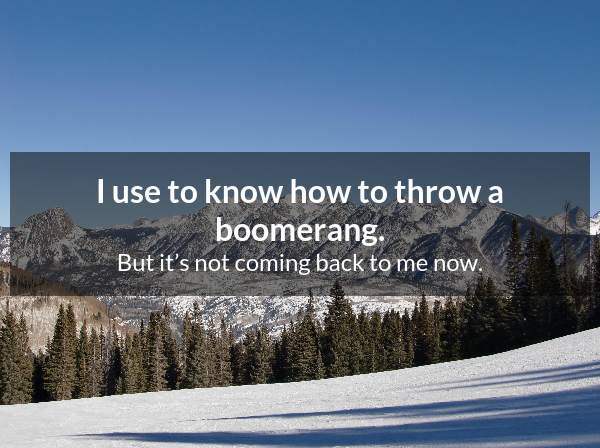 I use to know how to throw a
boomerang.
But it’s not coming back to me now.